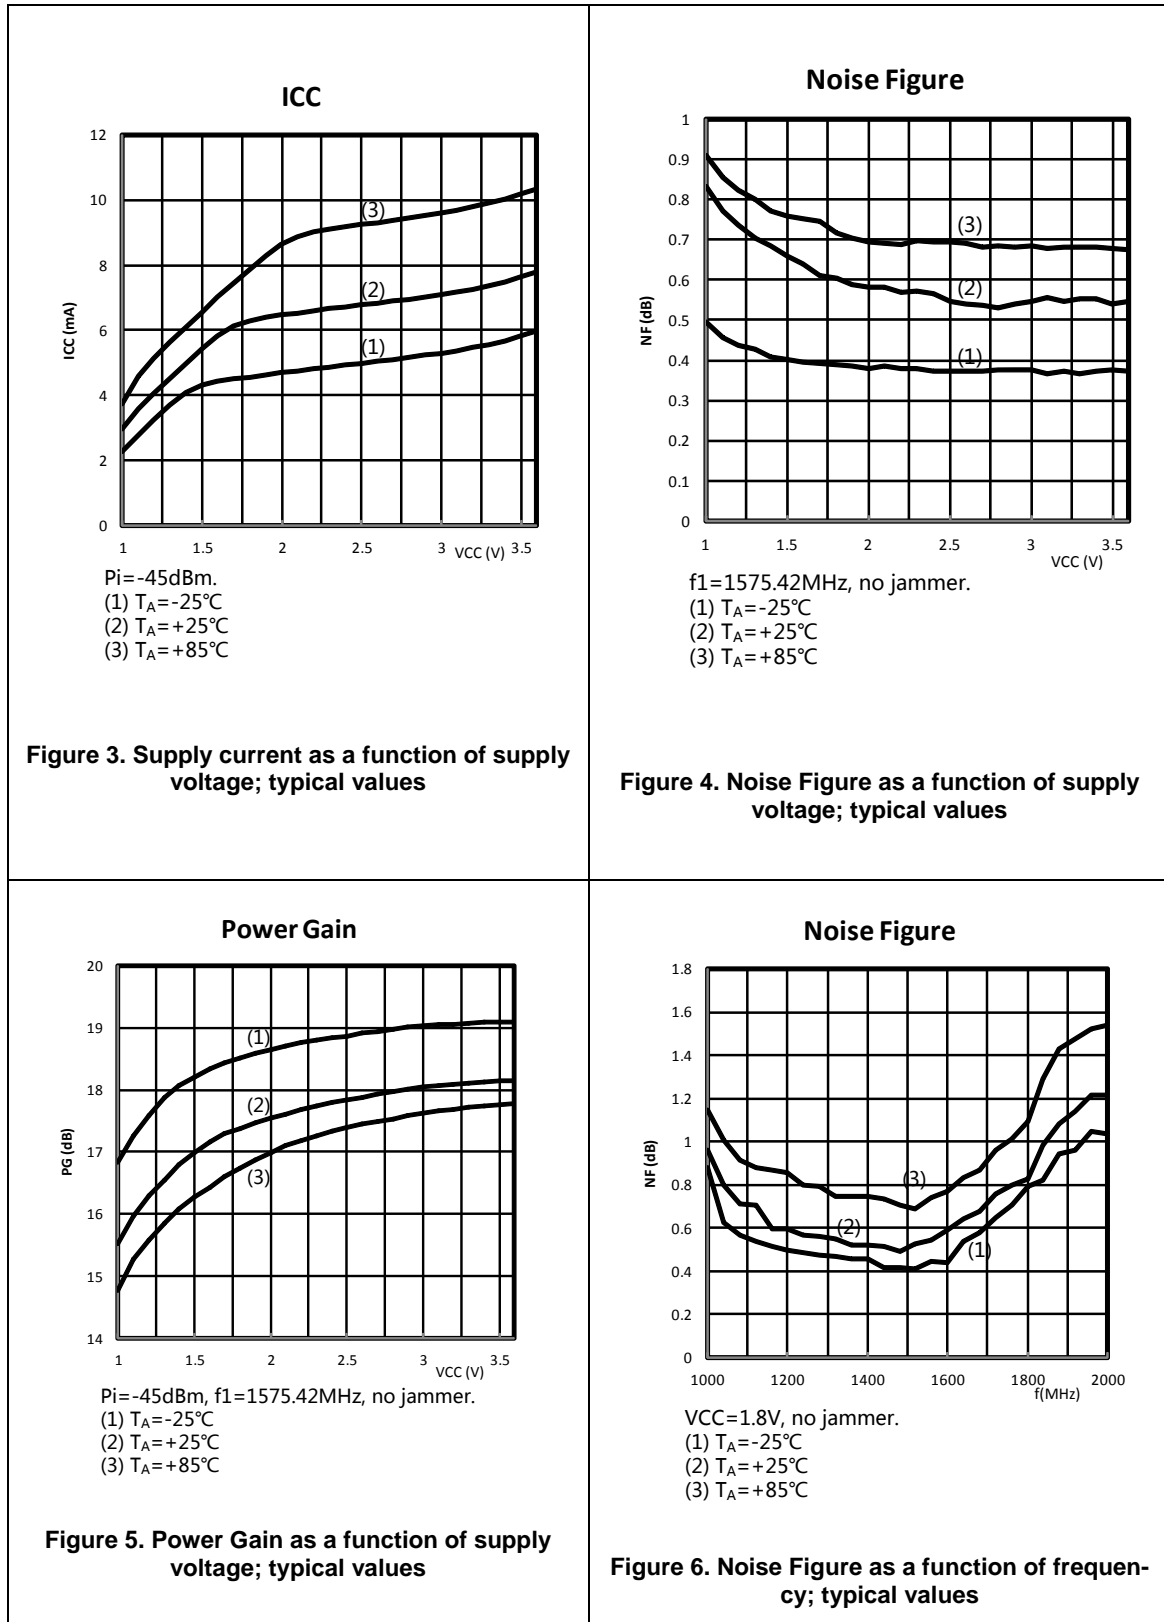 ICC
12
10
8
6
4
2
0
ICC (mA)
(3)
(2)
(1)
1 1.5 2 2.5 3 VCC (V) 3.5
Pi=-45dBm.
(1) TA=-25℃
(2) TA=+25℃
(3) TA=+85℃
Figure 3. Supply current as a function of supply
voltage; typical values
Noise Figure
1
0.9
0.8
0.7
0.6
0.5
0.4
0.3
0.2
0.1
0
NF (dB)
(3)
(2)
(1)
1 1.5 2 2.5 3 3.5
VCC (V)
f1=1575.42MHz, no jammer.
(1) TA=-25℃
(2) TA=+25℃
(3) TA=+85℃
Figure 4. Noise Figure as a function of supply
voltage; typical values
Power Gain
20
19
18
17
16
15
14
PG (dB)
(1)
(2)
(3)
1 1.5 2 2.5 3 3.5
VCC (V)
Pi=-45dBm, f1=1575.42MHz, no jammer.
(1) TA=-25℃
(2) TA=+25℃
(3) TA=+85℃
Figure 5. Power Gain as a function of supply
voltage; typical values
Noise Figure
1.8
1.6
1.4
1.2
1
0.8
0.6
0.4
0.2
0
NF (dB)
(3)
(2)
(1)
1000 1200 1400 1600 1800 2000
f(MHz)
VCC=1.8V, no jammer.
(1) TA=-25℃
(2) TA=+25℃
(3) TA=+85℃
Figure 6. Noise Figure as a function of frequen-
cy; typical values